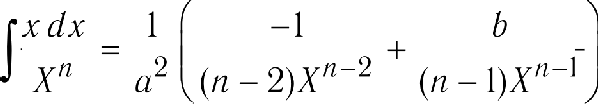 ∫ x dx / X^n = 1/a^2 ( -1 / (n - 2)X^{n-2} + b / (n - 1)X^{n-1} )